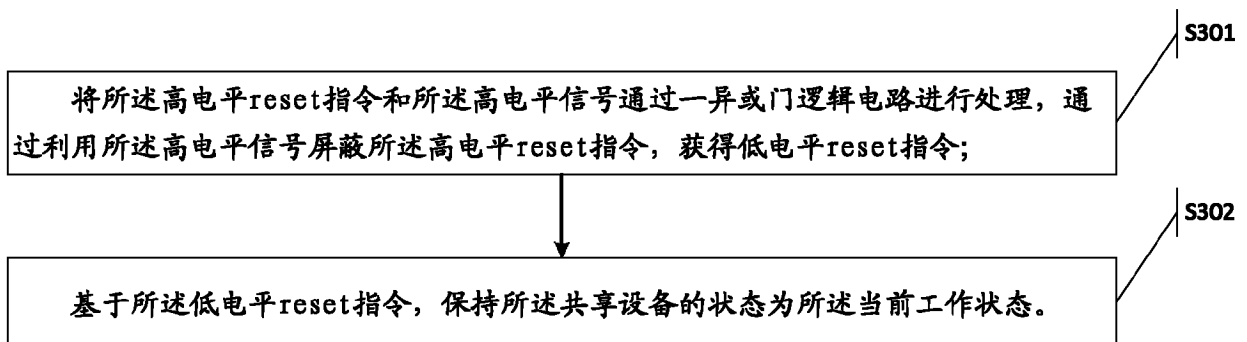 S301
将所述高电平reset指令和所述高电平信号通过一异或门逻辑电路进行处理，通
过利用所述高电平信号屏蔽所述高电平reset指令，获得低电平reset指令；
S302
基于所述低电平reset指令，保持所述共享设备的状态为所述当前工作状态。